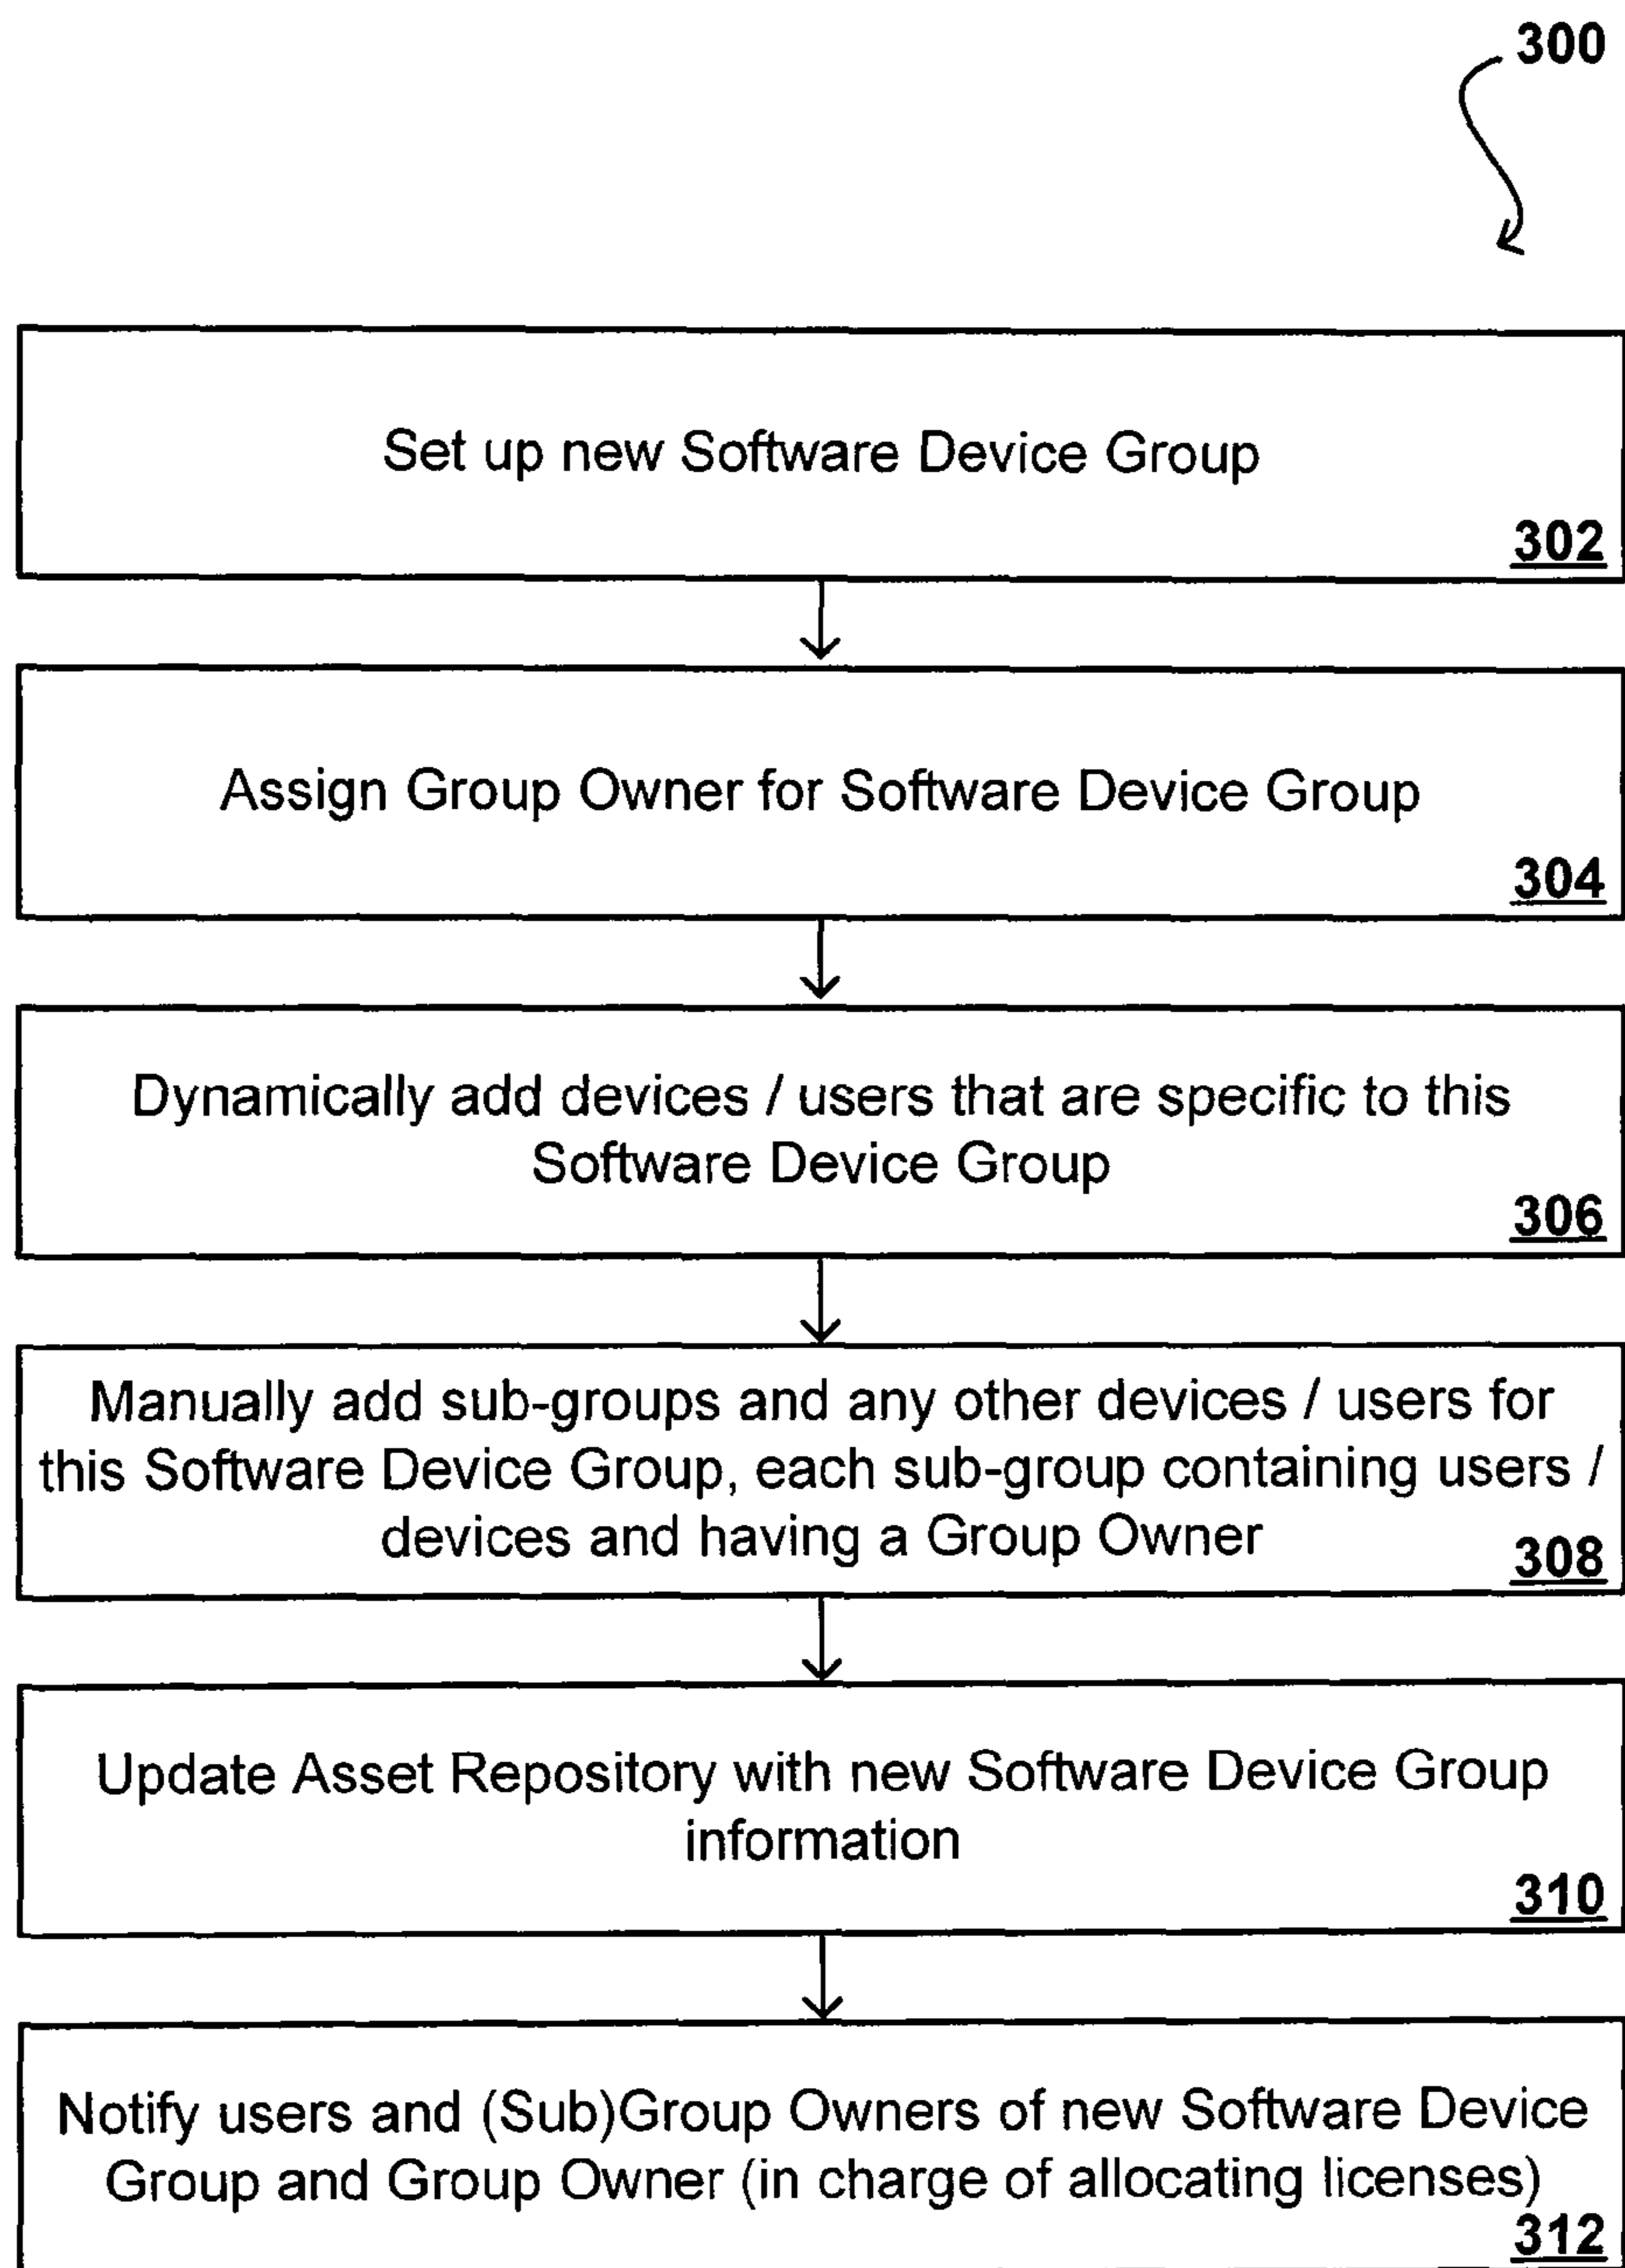 300
Set up new Software Device Group
302
Assign Group Owner for Software Device Group
304
Dynamically add devices / users that are specific to this
Software Device Group
306
Manually add sub-groups and any other devices / users for
this Software Device Group, each sub-group containing users /
devices and having a Group Owner
308
Update Asset Repository with new Software Device Group
information
310
Notify users and (Sub)Group Owners of new Software Device
Group and Group Owner (in charge of allocating licenses)
312